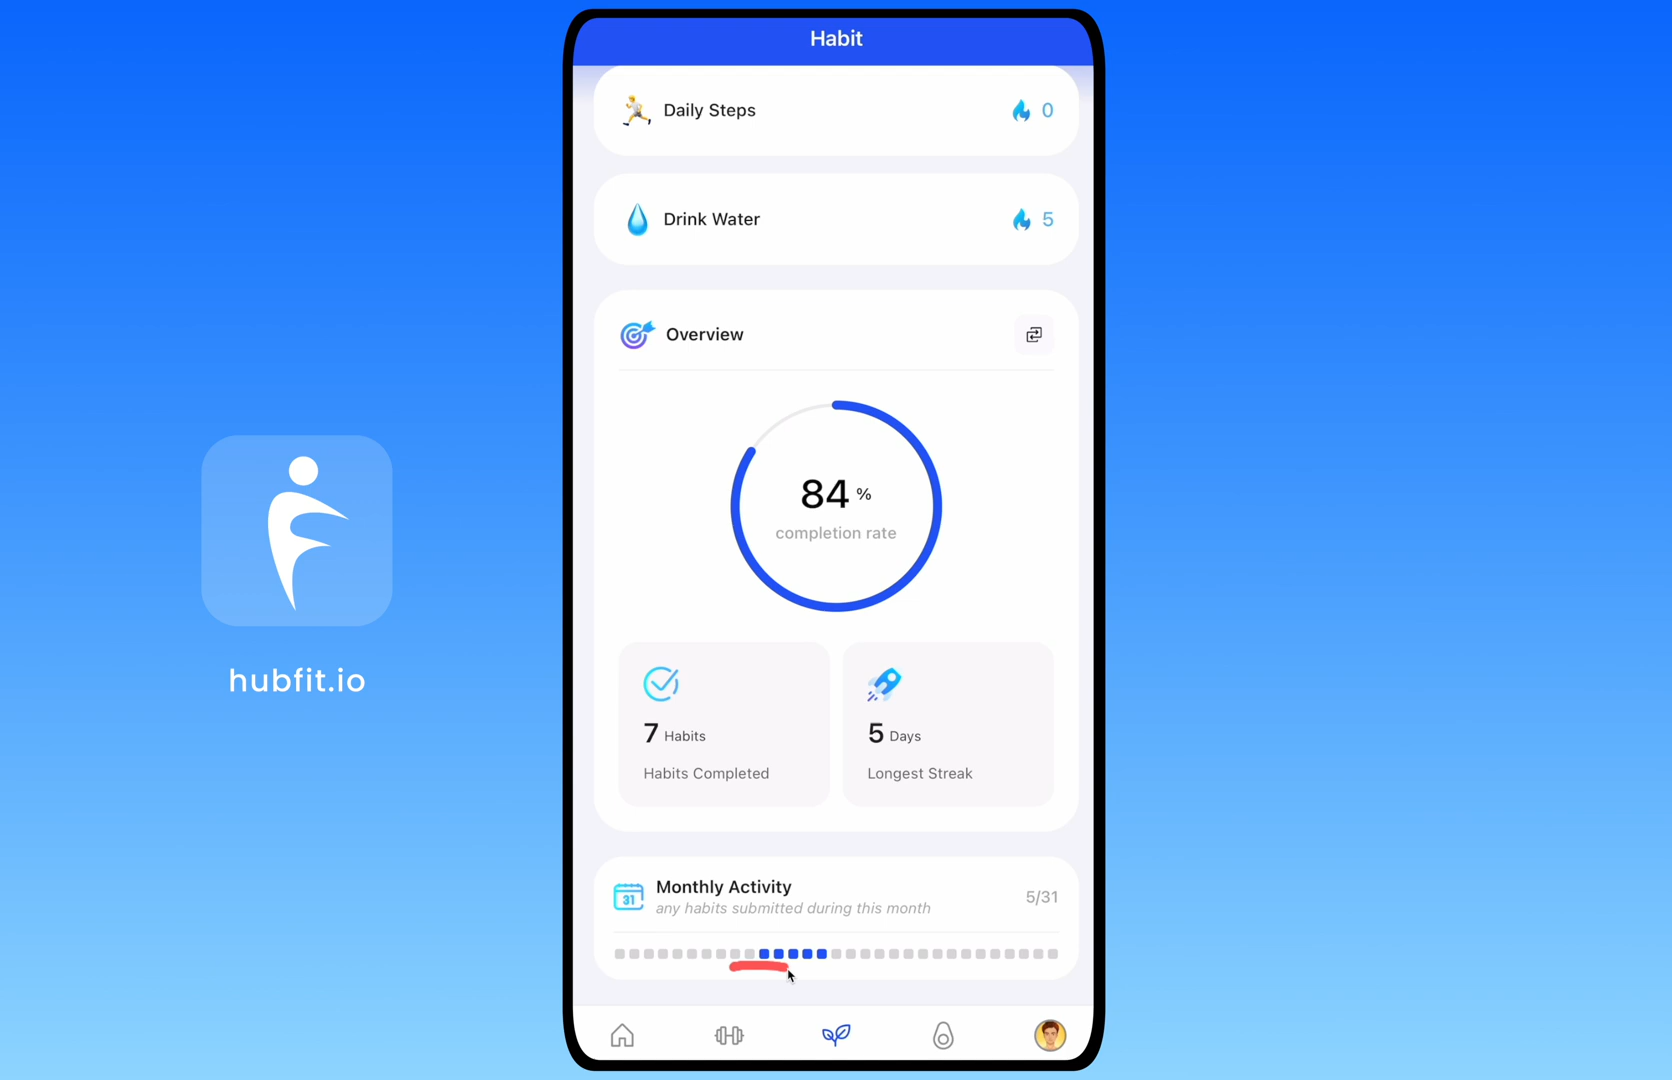 Habit
Daily Steps
0
Drink Water
5
Overview
84 %
completion rate
7 Habits
Habits Completed
5 Days
Longest Streak
31
Monthly Activity
any habits submitted during this month
5/31
hubfit.io